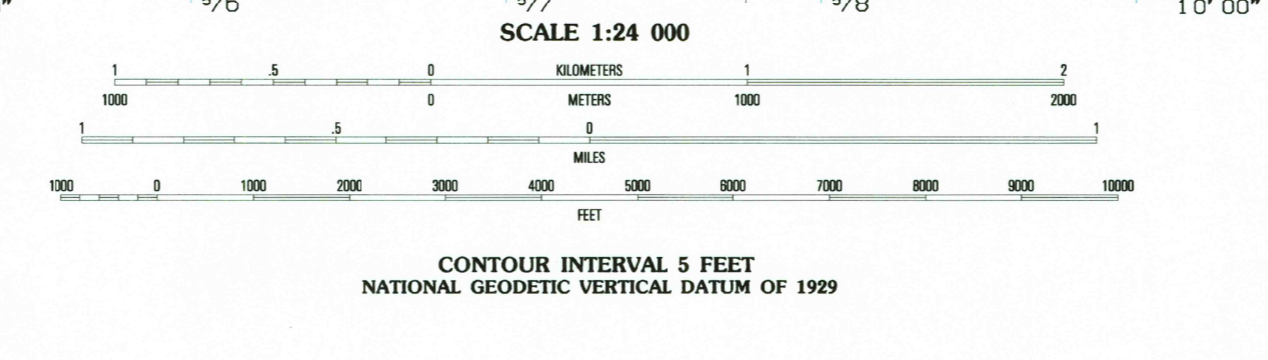 10' 00"
SCALE 1:24 000
1 .5 0 KILOMETERS 1 2
1000 0 METERS 1000 2000
1 .5 0 1
MILES
1000 0 1000 2000 3000 4000 5000 6000 7000 8000 9000 10000
FEET
CONTOUR INTERVAL 5 FEET
NATIONAL GEODETIC VERTICAL DATUM OF 1929